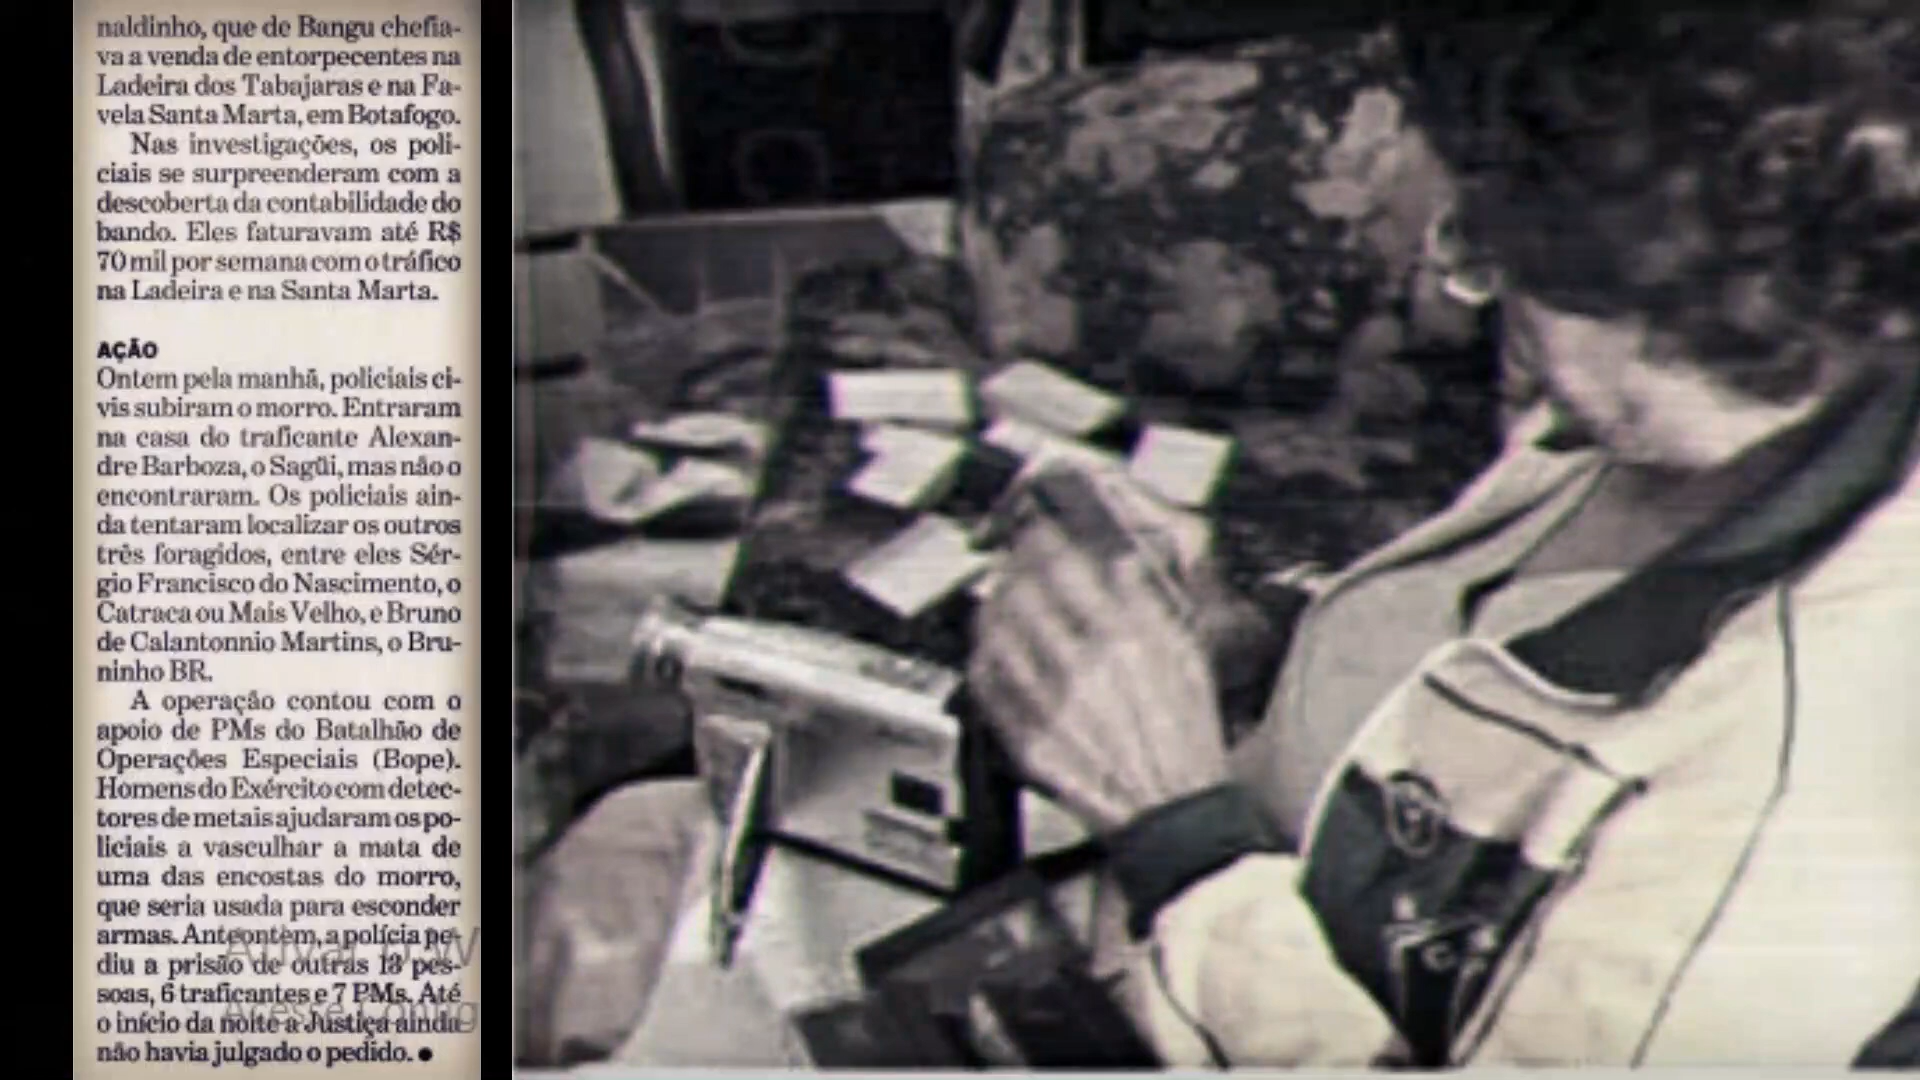 naldinho, que de Bangu chefia-
va a venda de entorpecentes na
Ladeira dos Tabajaras e na Fa-
vela Santa Marta, em Botafogo.
Nas investigações, os poli-
ciais se surpreenderam com a
descoberta da contabilidade do
bando. Eles faturavam até R$
70 mil por semana com o tráfico
na Ladeira e na Santa Marta.
AÇÃO
Ontem pela manhã, policiais ci-
vis subiram o morro. Entraram
na casa do traficante Alexan-
dre Barboza, o Sagüi, mas não o
encontraram. Os policiais ain-
da tentaram localizar os outros
três foragidos, entre eles Sér-
gio Francisco do Nascimento, o
Catraca ou Mais Velho, e Bruno
de Calantonnio Martins, o Bru-
ninho BR.
A operação contou com o
apoio de PMs do Batalhão de
Operações Especiais (Bope).
Homens do Exército com detec-
tores de metais ajudaram os po-
liciais a vasculhar a mata de
uma das encostas do morro,
que seria usada para esconder
armas. Anteontem, a polícia pe-
diu a prisão de outras 13 pes-
soas, 6 traficantes e 7 PMs. Até
o início da noite a Justiça ainda
não havia julgado o pedido. ●
Ativar o W
Acesse Config